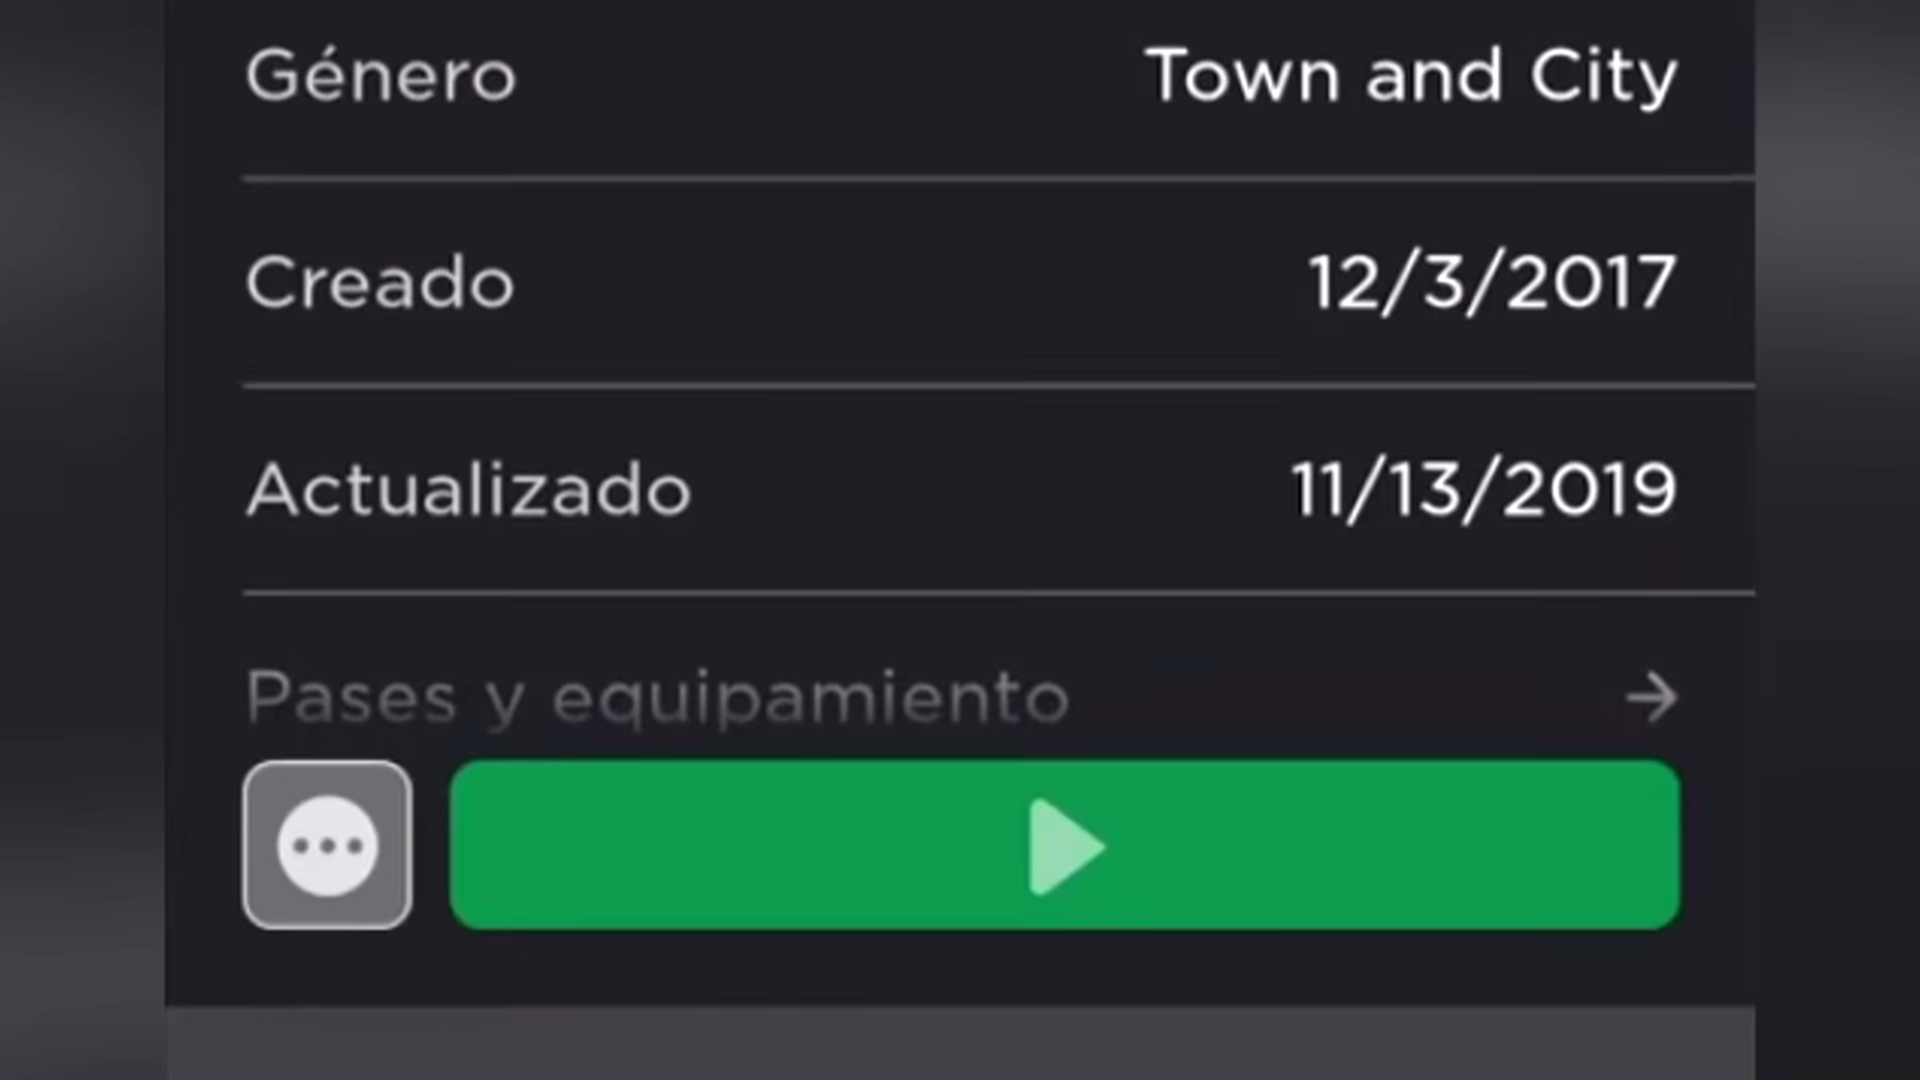 Género Town and City
Creado 12/3/2017
Actualizado 11/13/2019
Pases y equipamiento